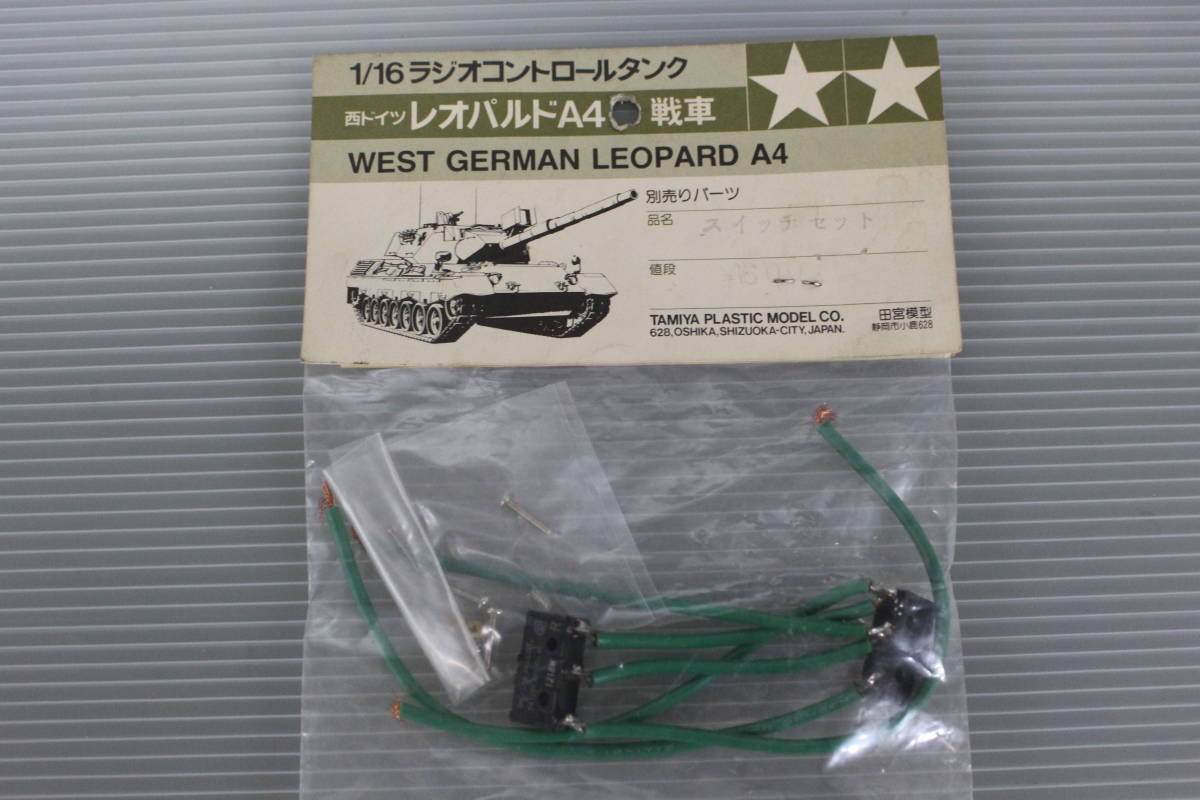 1/16ラジオコントロールタンク
西ドイツ レオパルドA4 戦車
WEST GERMAN LEOPARD A4
別売りパーツ
品名 スイッチセット
値段
TAMIYA PLASTIC MODEL CO. 田宮模型
628,OSHIKA,SHIZUOKA-CITY,JAPAN. 静岡市小鹿628